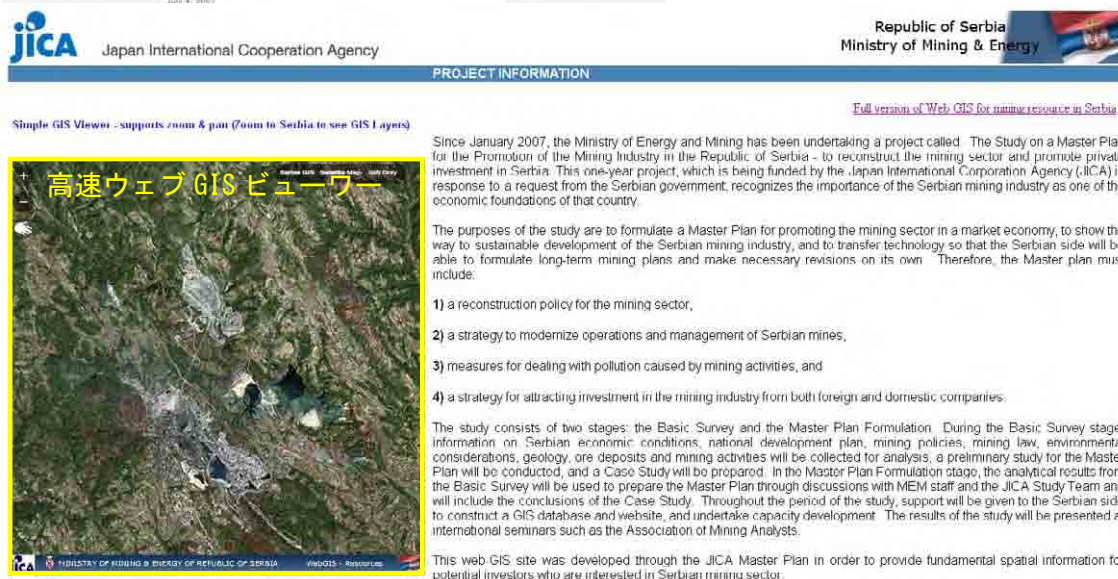 JICA Japan International Cooperation Agency
Republic of Serbia
Ministry of Mining & Energy
PROJECT INFORMATION
Full version of Web GIS for mining resource in Serbia
Simple GIS Viewer - supports zoom & pan (Zoom to Serbia to see GIS Layers)
Serbia GIS Satellite Map GIS Only
高速ウェブ GIS ビューワー
MINISTRY OF MINING & ENERGY OF REPUBLIC OF SERBIA WebGIS - Resources
Since January 2007, the Ministry of Energy and Mining has been undertaking a project called The Study on a Master Pla
for the Promotion of the Mining Industry in the Republic of Serbia - to reconstruct the mining sector and promote privat
investment in Serbia. This one-year project, which is being funded by the Japan International Corporation Agency (JICA) i
response to a request from the Serbian government, recognizes the importance of the Serbian mining industry as one of th
economic foundations of that country.
The purposes of the study are to formulate a Master Plan for promoting the mining sector in a market economy, to show th
way to sustainable development of the Serbian mining industry, and to transfer technology so that the Serbian side will b
able to formulate long-term mining plans and make necessary revisions on its own. Therefore, the Master plan mus
include:
1) a reconstruction policy for the mining sector,
2) a strategy to modernize operations and management of Serbian mines,
3) measures for dealing with pollution caused by mining activities, and
4) a strategy for attracting investment in the mining industry from both foreign and domestic companies.
The study consists of two stages: the Basic Survey and the Master Plan Formulation. During the Basic Survey stage
information on Serbian economic conditions, national development plan, mining policies, mining law, environmenta
considerations, geology, ore deposits and mining activities will be collected for analysis, a preliminary study for the Maste
Plan will be conducted, and a Case Study will be prepared. In the Master Plan Formulation stage, the analytical results fron
the Basic Survey will be used to prepare the Master Plan through discussions with MEM staff and the JICA Study Team an
will include the conclusions of the Case Study. Throughout the period of the study, support will be given to the Serbian sid
to construct a GIS database and website, and undertake capacity development. The results of the study will be presented a
international seminars such as the Association of Mining Analysts.
This web GIS site was developed through the JICA Master Plan in order to provide fundamental spatial information fo
potential investors who are interested in Serbian mining sector.